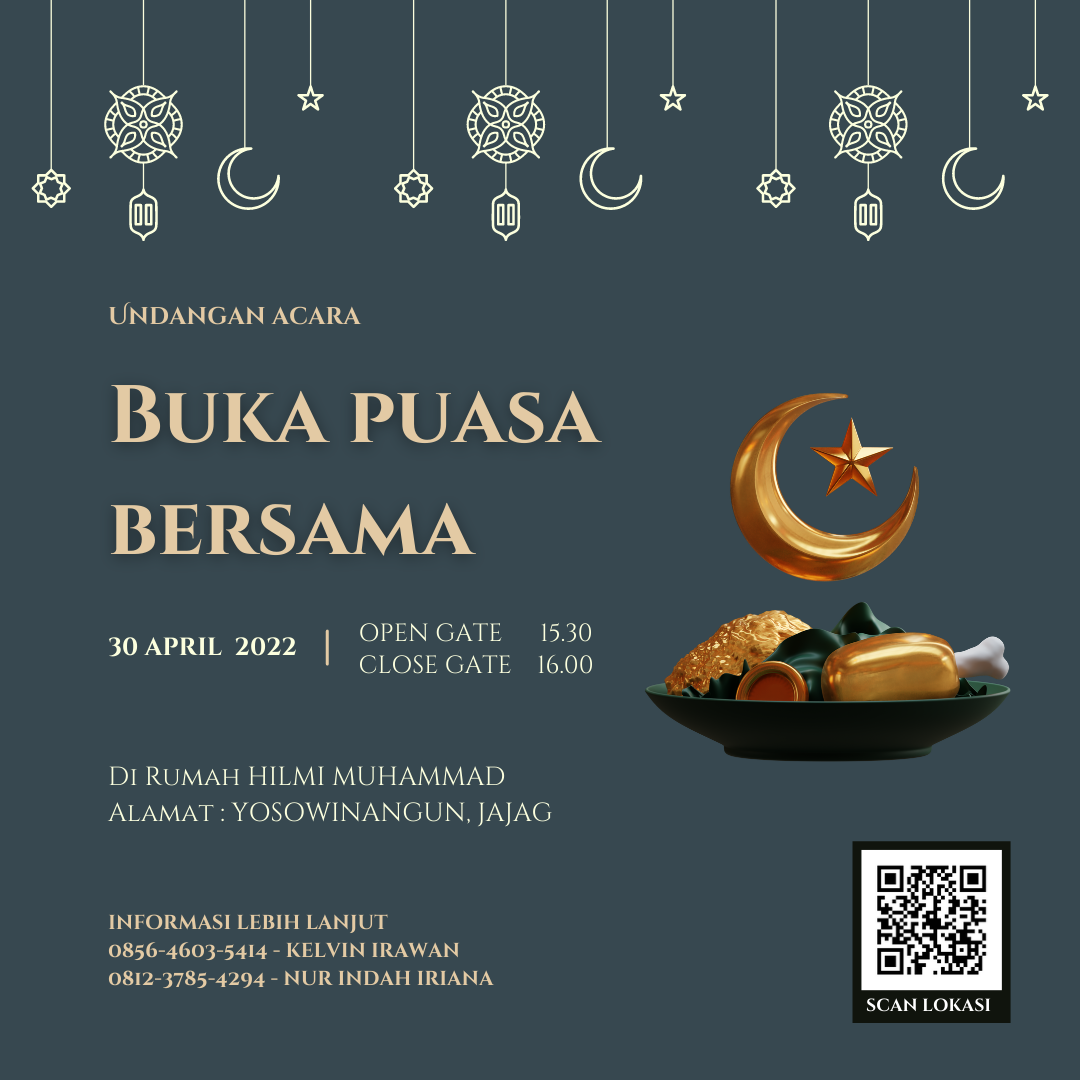 Undangan acara
Buka puasa
bersama
30 APRIL 2022 | OPEN GATE 15.30
CLOSE GATE 16.00
Di Rumah HILMI MUHAMMAD
Alamat : YOSOWINANGUN, JAJAG
INFORMASI LEBIH LANJUT
0856-4603-5414 - KELVIN IRAWAN
0812-3785-4294 - NUR INDAH IRIANA
SCAN LOKASI